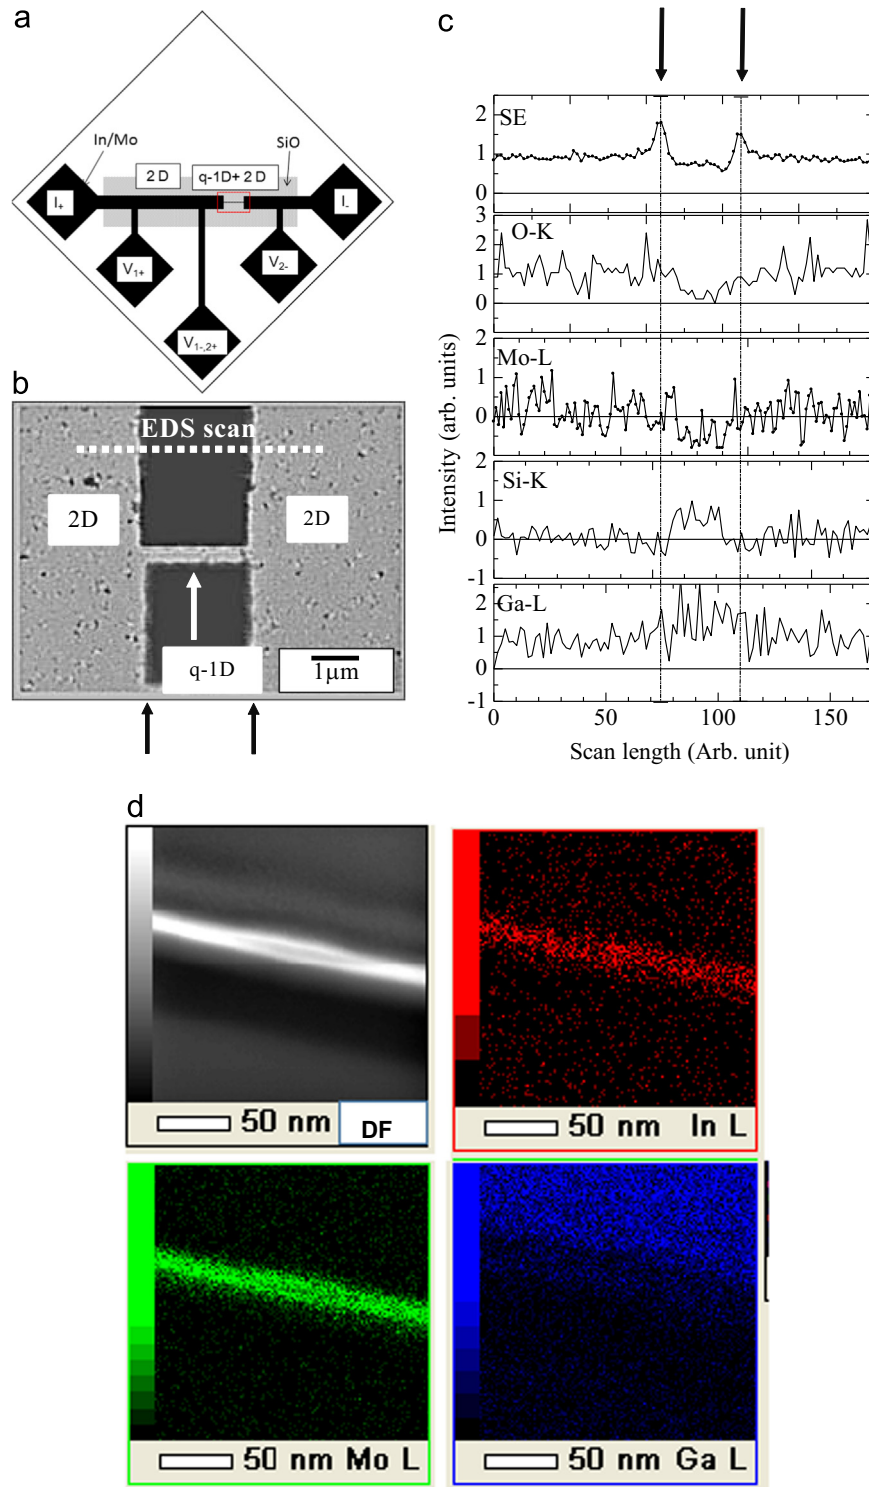 a
In/Mo
SiO
2 D
q-1D+ 2 D
I+
I-
V1+
V2-
V1-,2+
b
EDS scan
2D
2D
q-1D
1μm
c
SE
2
1
0
O-K
3
2
1
0
Mo-L
2
1
0
Si-K
2
1
0
-1
Ga-L
2
1
0
-1
Intensity (arb. units)
0
50
100
150
Scan length (Arb. unit)
d
50 nm
DF
50 nm In L
50 nm Mo L
50 nm Ga L